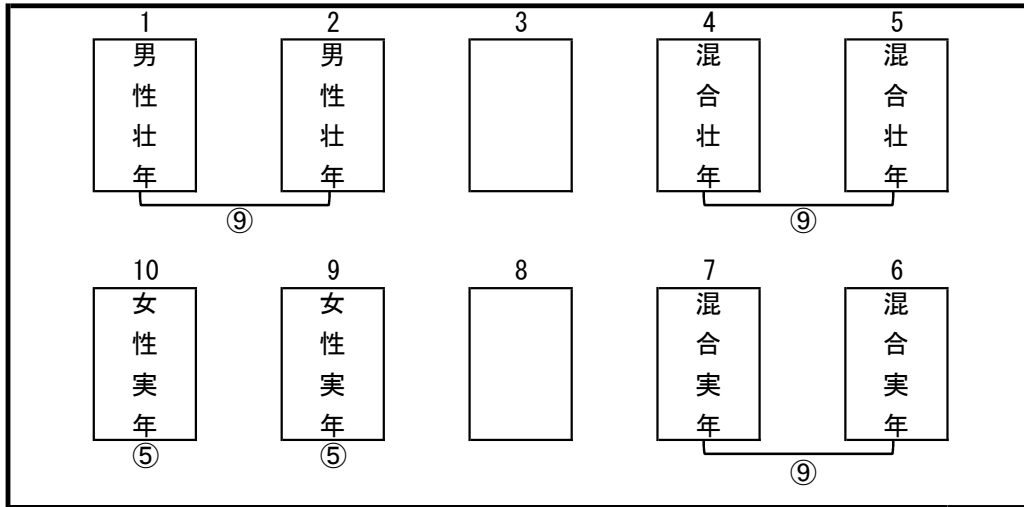 1 2 3 4 5
男性壮年 男性壮年 混合壮年 混合壮年
⑨ ⑨
10 9 8 7 6
女性実年 女性実年 混合実年 混合実年
⑤ ⑤ ⑨